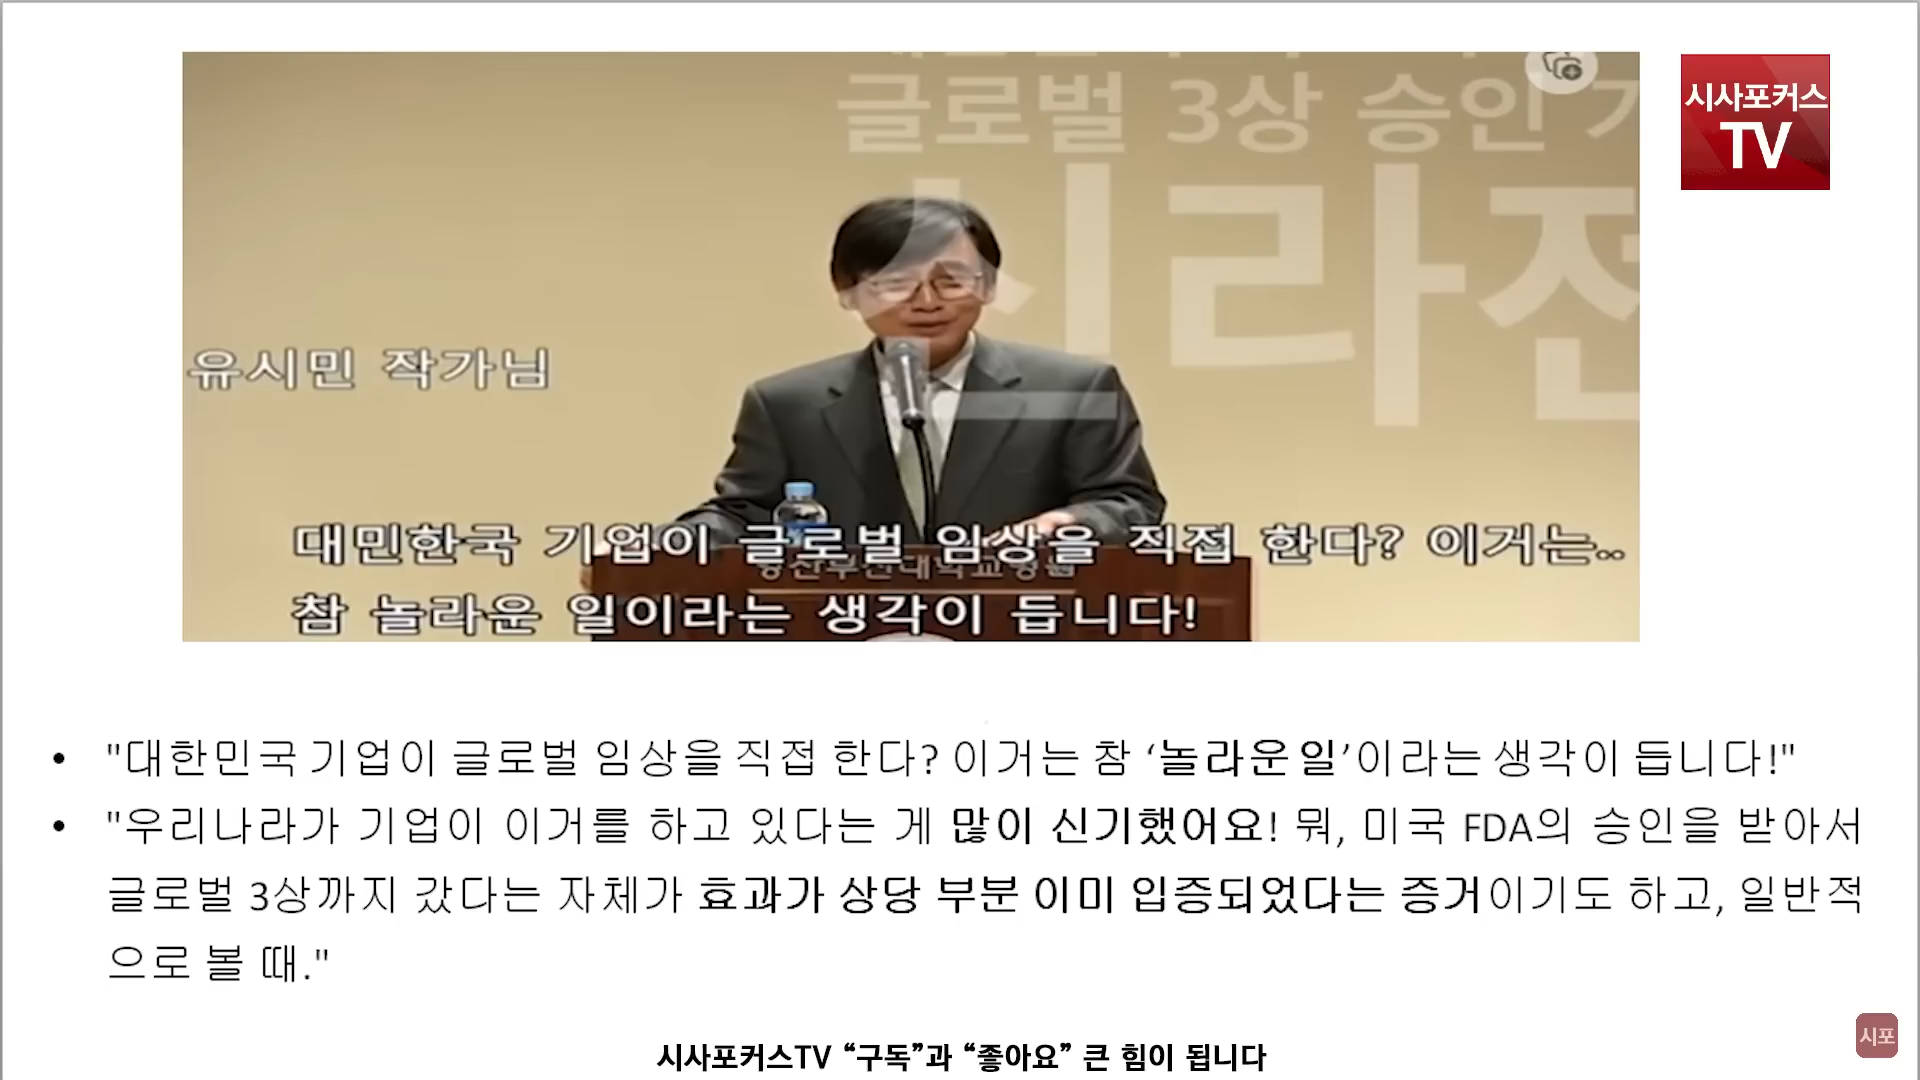 글로벌 3상 승인 기
시사포커스
TV
신라젠
유시민 작가님
대민한국 기업이 글로벌 임상을 직접 한다? 이거는..
참 놀라운 일이라는 생각이 듭니다!
• "대한민국 기업이 글로벌 임상을 직접 한다? 이거는 참 ‘놀라운 일’이라는 생각이 듭니다!"
• "우리나라가 기업이 이거를 하고 있다는 게 많이 신기했어요! 뭐, 미국 FDA의 승인을 받아서
글로벌 3상까지 갔다는 자체가 효과가 상당 부분 이미 입증되었다는 증거이기도 하고, 일반적
으로 볼 때."
시포
시사포커스TV “구독”과 “좋아요” 큰 힘이 됩니다